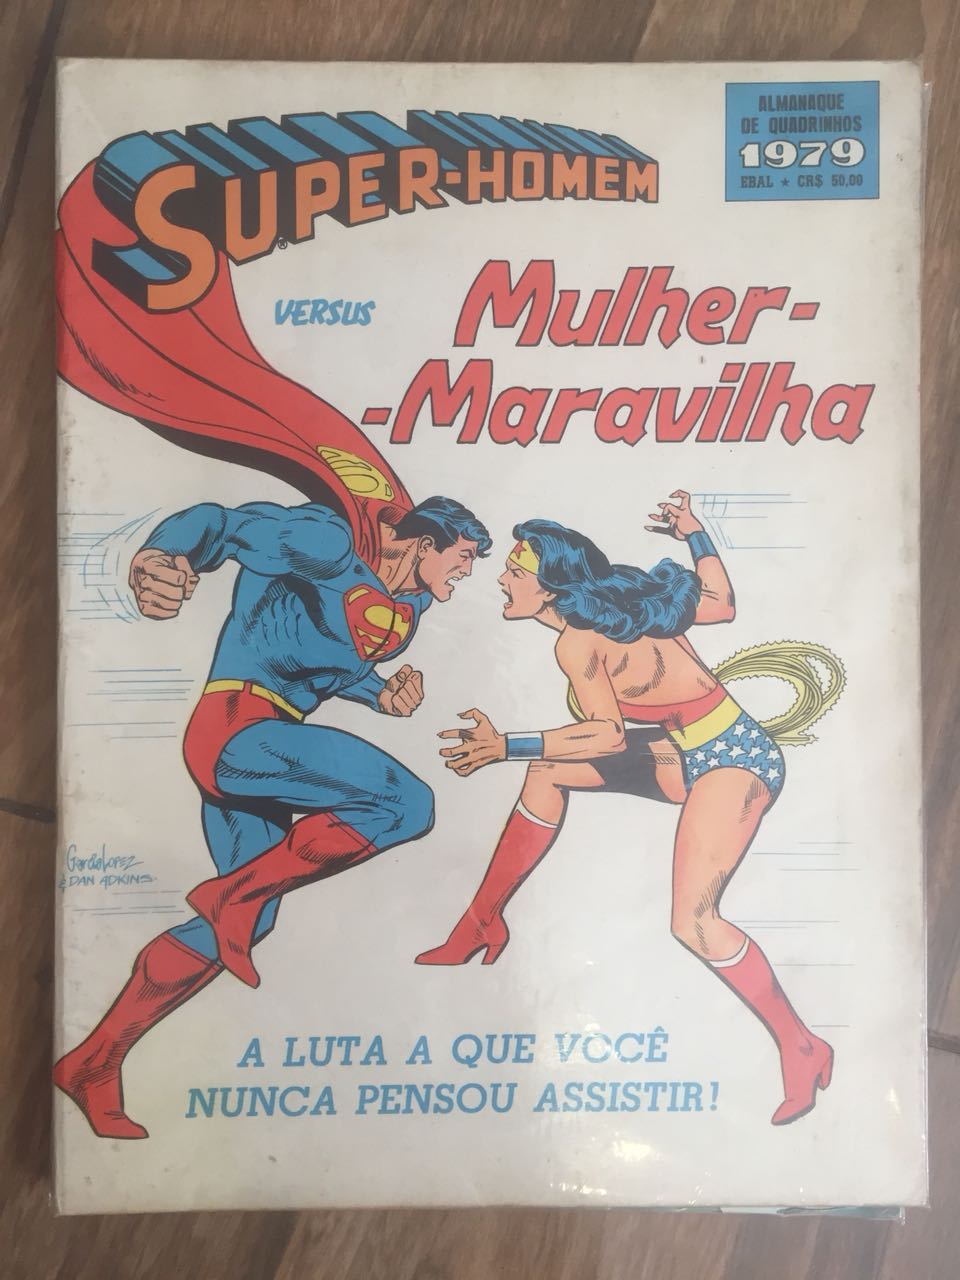 ALMANAQUE
DE QUADRINHOS
1979
EBAL ★ CR$ 50,00
SUPER-HOMEM
®
VERSUS
Mulher-
-Maravilha
S
García Lopez
& DAN ADKINS-
A LUTA A QUE VOCÊ
NUNCA PENSOU ASSISTIR!